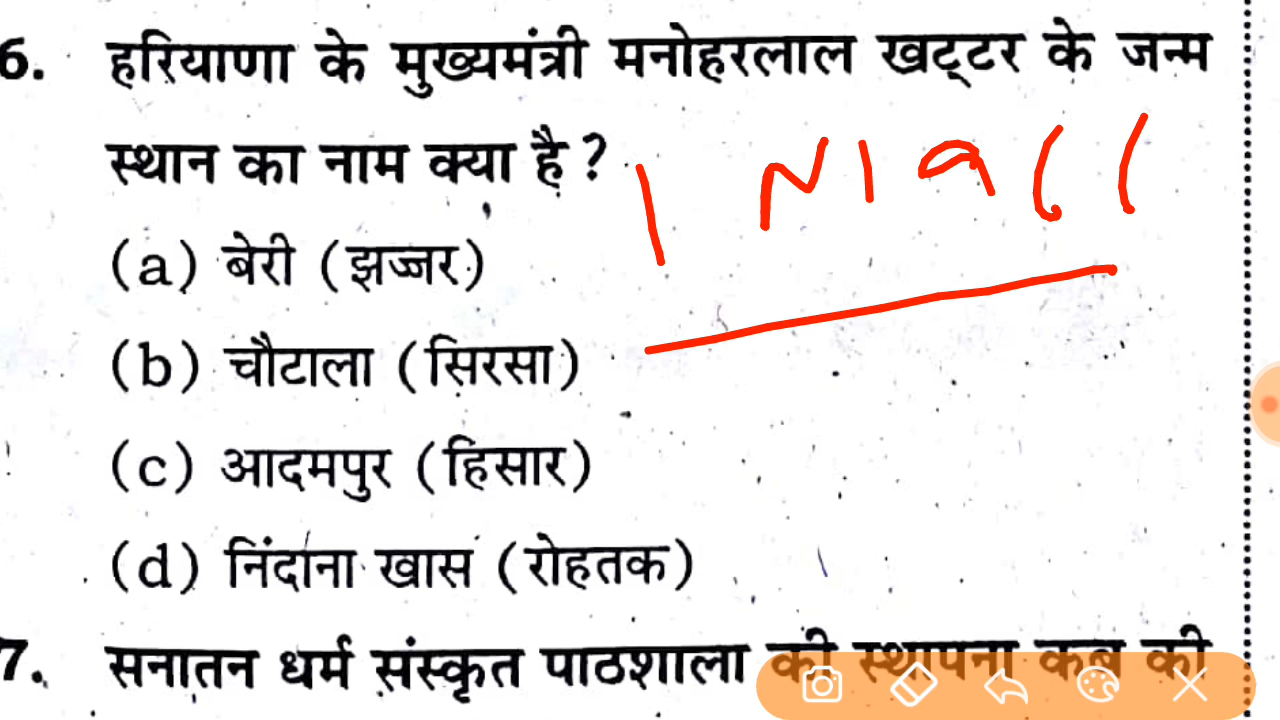 6. हरियाणा के मुख्यमंत्री मनोहरलाल खट्टर के जन्म
स्थान का नाम क्या है ?
(a) बेरी (झज्जर)
(b) चौटाला (सिरसा)
(c) आदमपुर (हिसार)
(d) निंदाना खास (रोहतक)
7. सनातन धर्म संस्कृत पाठशाला की स्थापना कब की